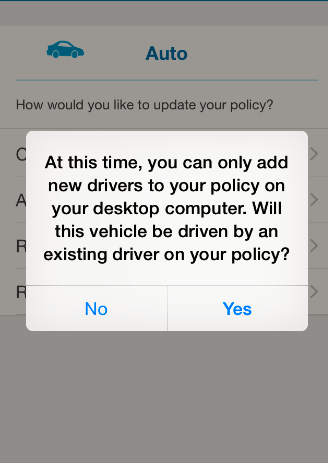 Auto
How would you like to update your policy?
C
A
R
R
At this time, you can only add
new drivers to your policy on
your desktop computer. Will
this vehicle be driven by an
existing driver on your policy?
No Yes